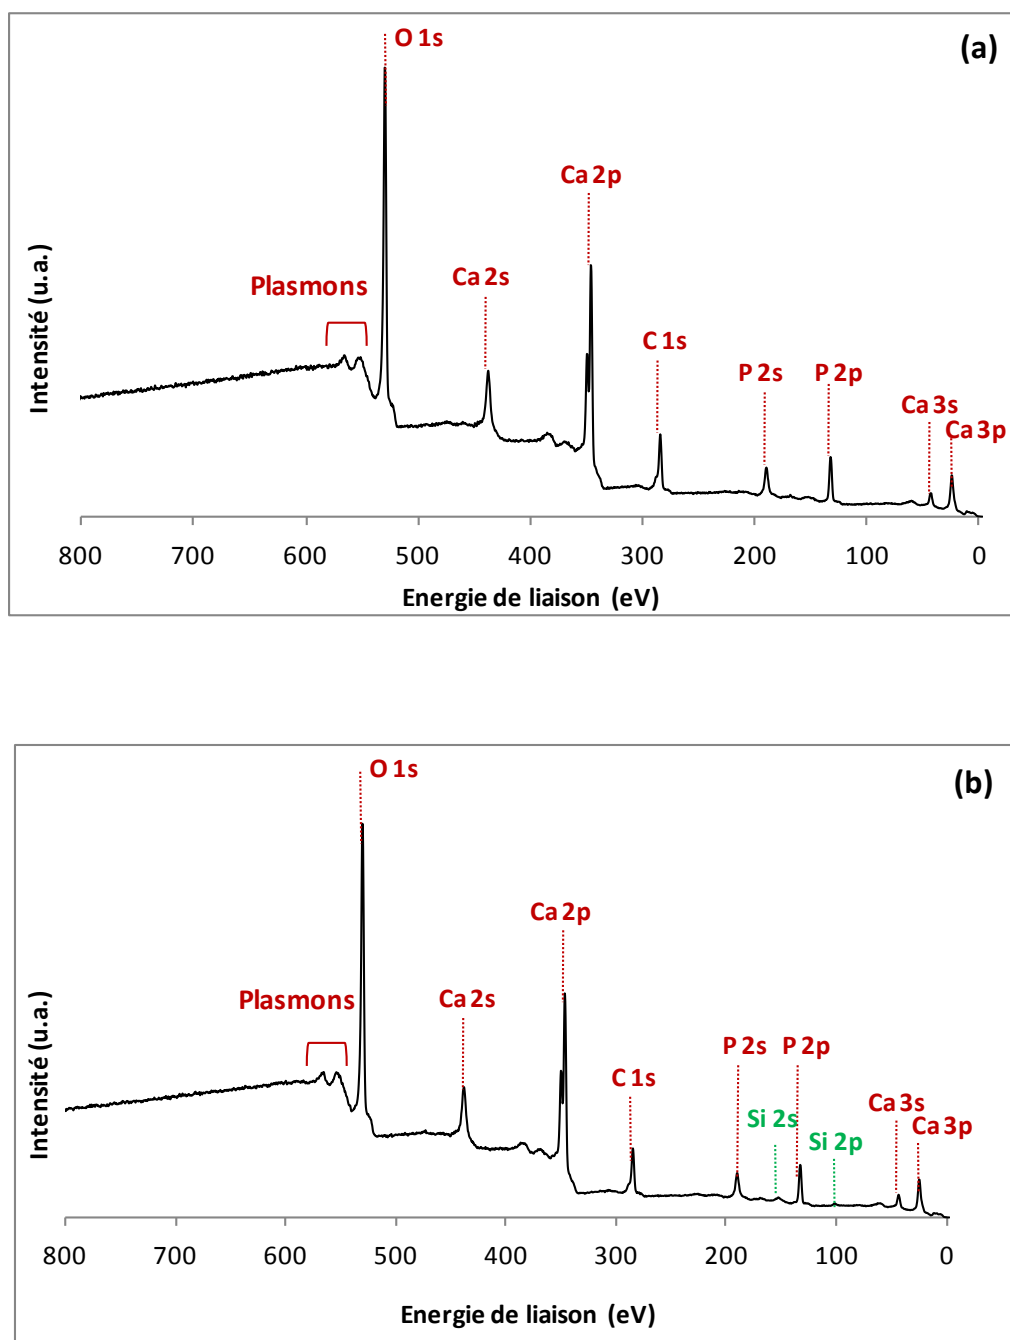 (a)
O 1s
Ca 2p
Plasmons
Ca 2s
C 1s
P 2s
P 2p
Ca 3s
Ca 3p
Intensité (u.a.)
800 700 600 500 400 300 200 100 0
Energie de liaison (eV)
(b)
O 1s
Ca 2p
Plasmons
Ca 2s
C 1s
P 2s
P 2p
Si 2s
Si 2p
Ca 3s
Ca 3p
Intensité (u.a.)
800 700 600 500 400 300 200 100 0
Energie de liaison (eV)